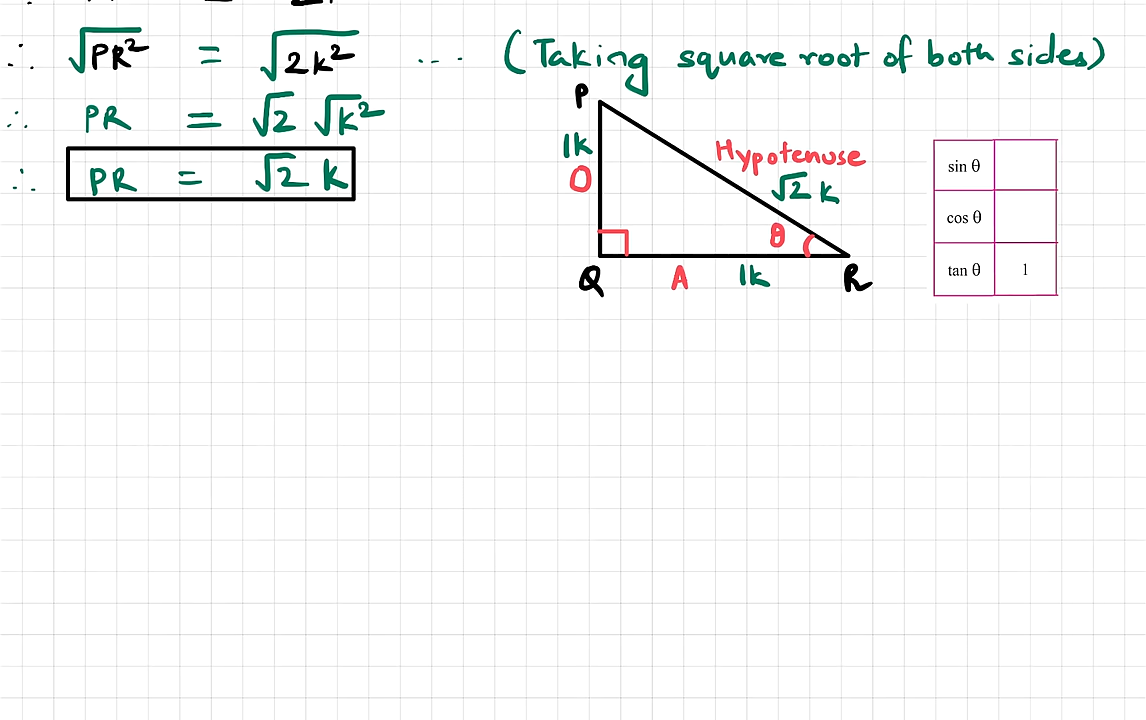 ∴ √PR² = √2k² ... (Taking square root of both sides)
∴ PR = √2 √k²
∴ PR = √2 k
P
1k
O
Hypotenuse
√2 k
θ
Q A 1k R
sin θ
cos θ
tan θ 1